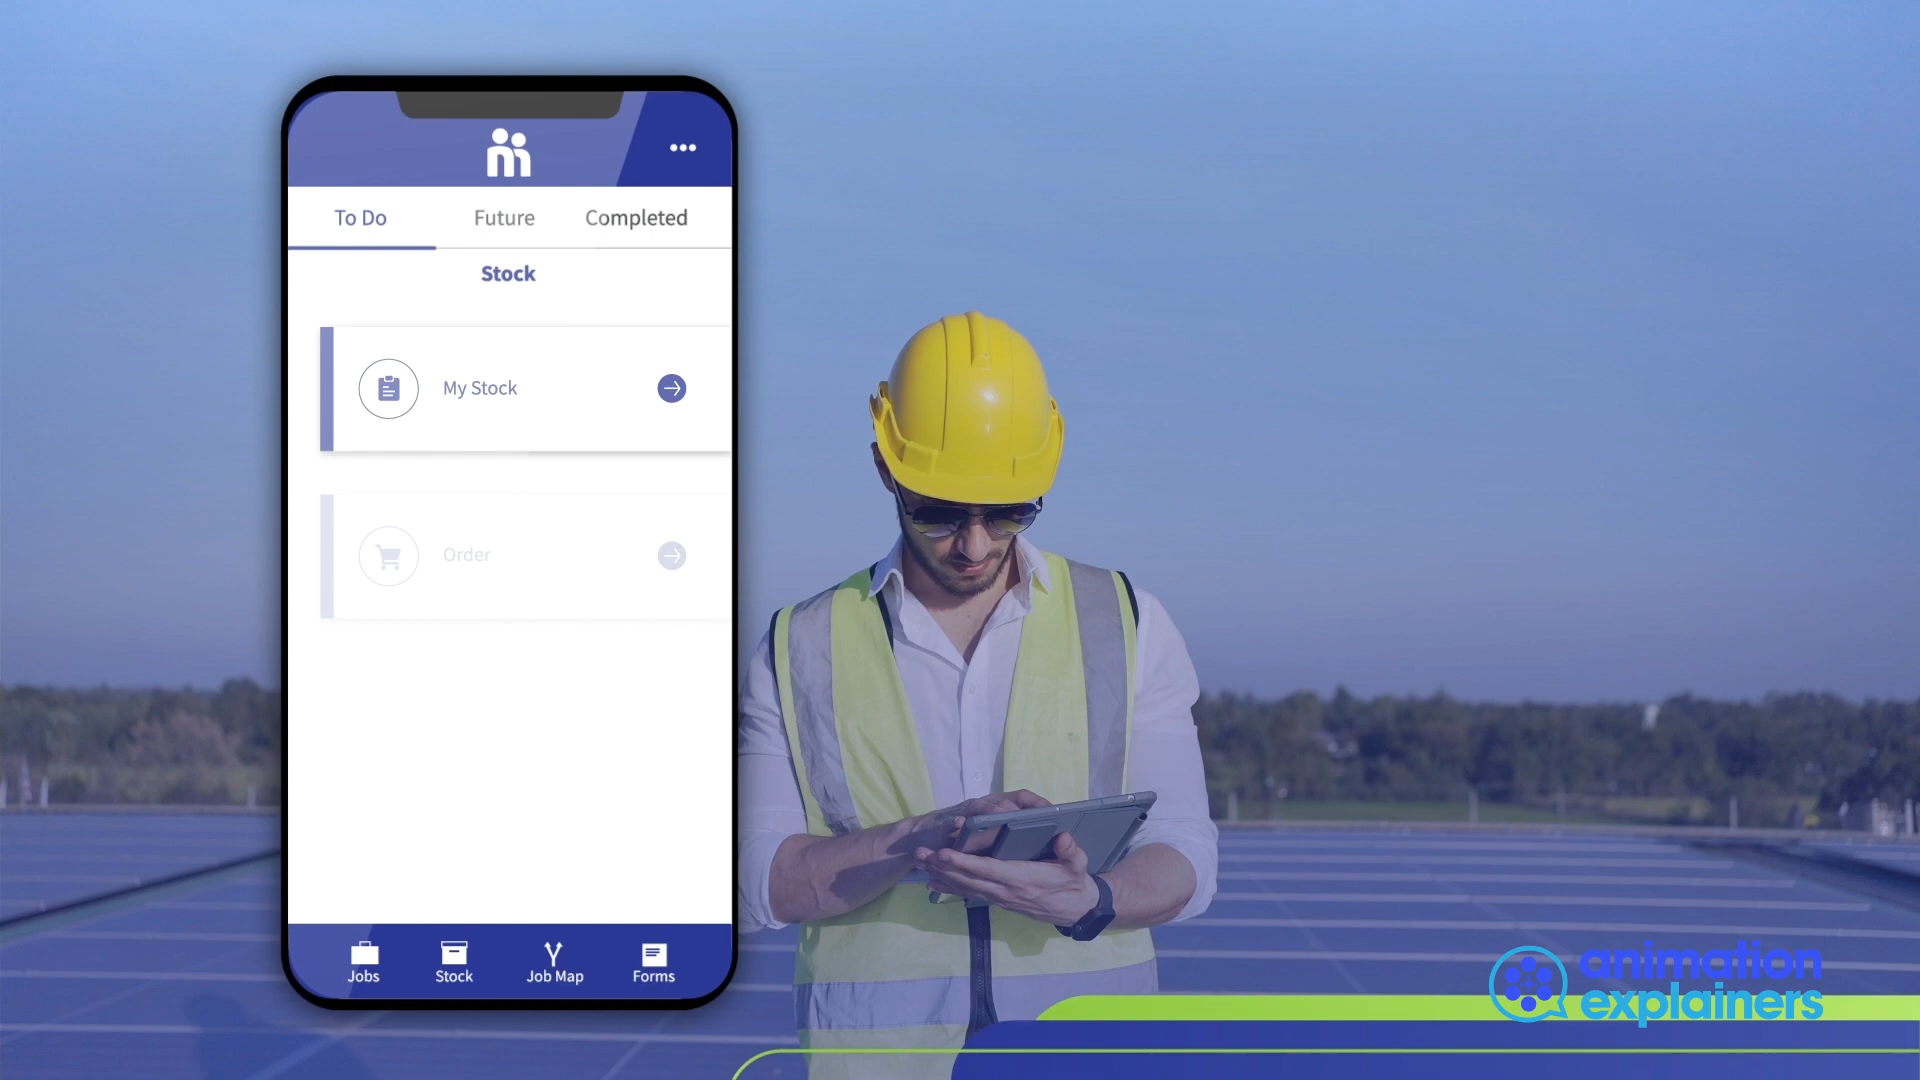 To Do Future Completed
Stock
My Stock
Order
Jobs Stock Job Map Forms
animation
explainers